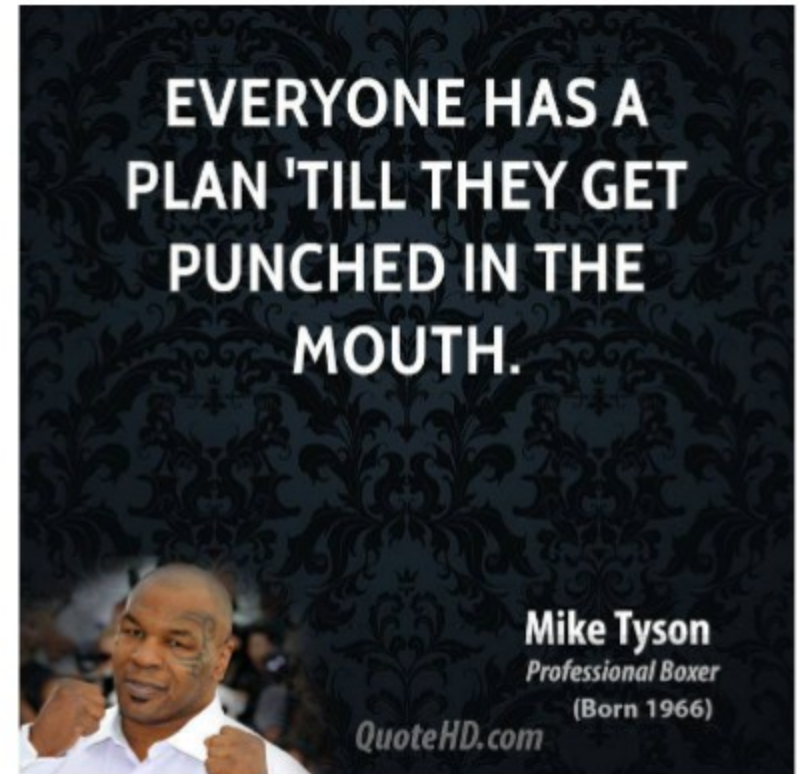 EVERYONE HAS A
PLAN 'TILL THEY GET
PUNCHED IN THE
MOUTH.
Mike Tyson
Professional Boxer
(Born 1966)
QuoteHD.com